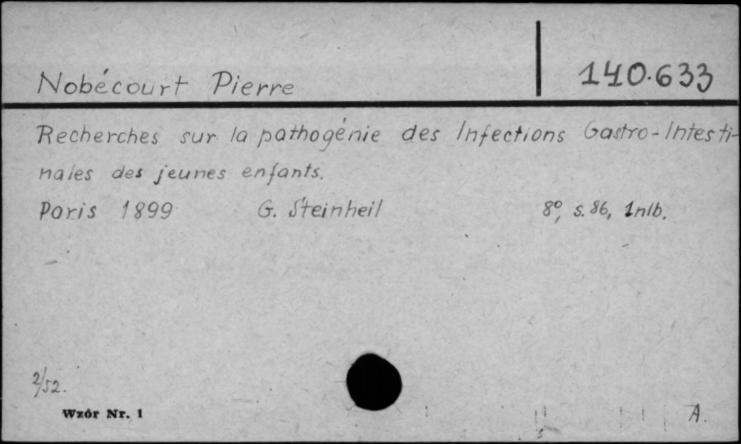 Nobécourt Pierre 140.633
Recherches sur la pathogénie des Infections Gastro-Intesti-
nales des jeunes enfants.
Paris 1899 G. Steinheil 8°, s. 86, 1nlb.
2/52.
Wzór Nr. 1 A.